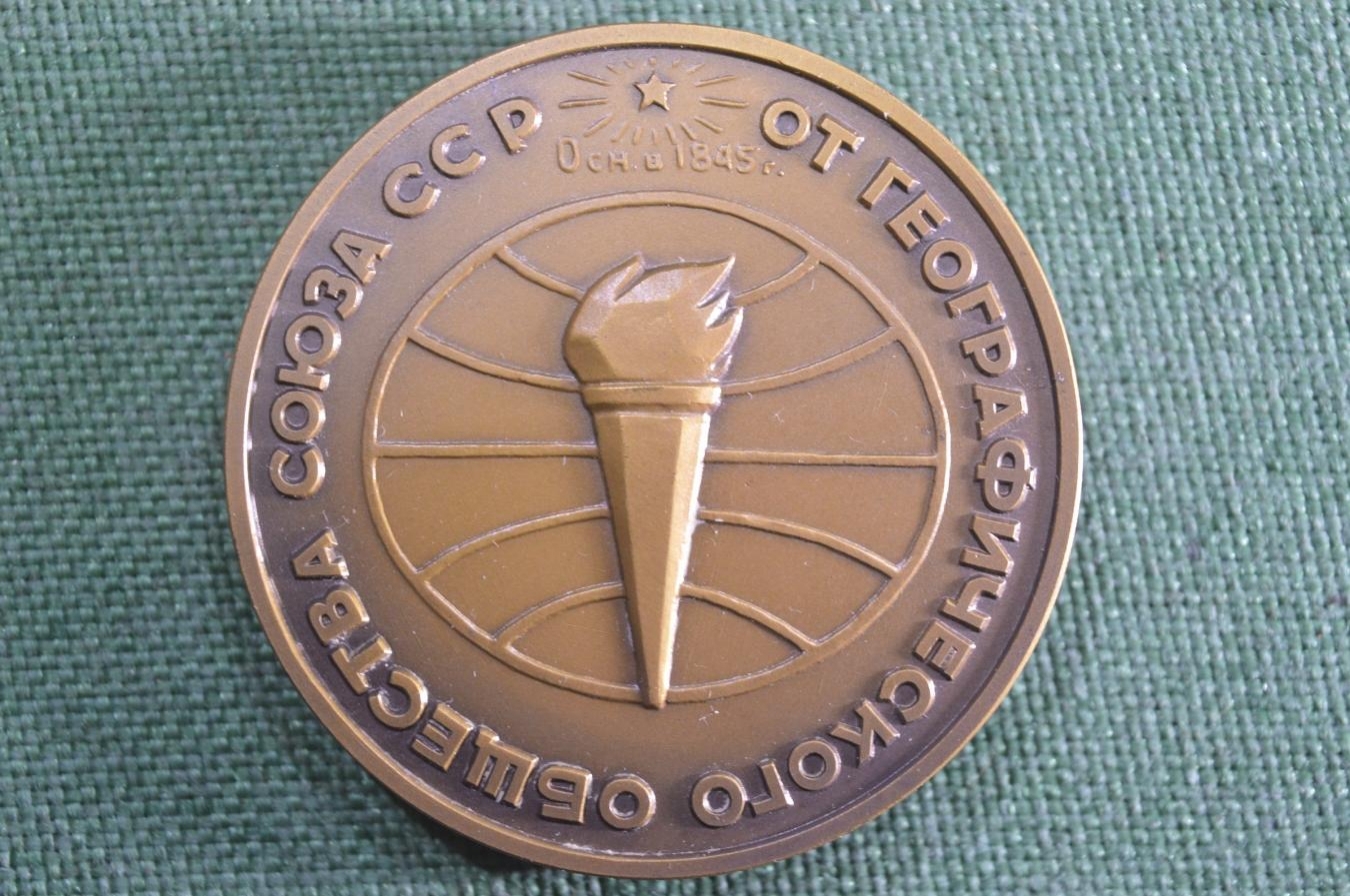 ОТ ГЕОГРАФИЧЕСКОГО ОБЩЕСТВА СОЮЗА ССР
Осн. в 1845 г.